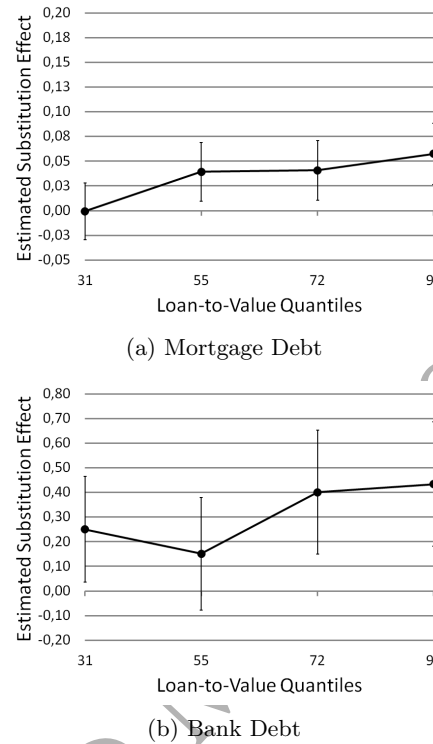 Estimated Substitution Effect
0,20
0,18
0,15
0,13
0,10
0,08
0,05
0,03
0,00
-0,03
-0,05
31 55 72 9
Loan-to-Value Quantiles
(a) Mortgage Debt
Estimated Substitution Effect
0,80
0,70
0,60
0,50
0,40
0,30
0,20
0,10
0,00
-0,10
-0,20
31 55 72 9
Loan-to-Value Quantiles
(b) Bank Debt